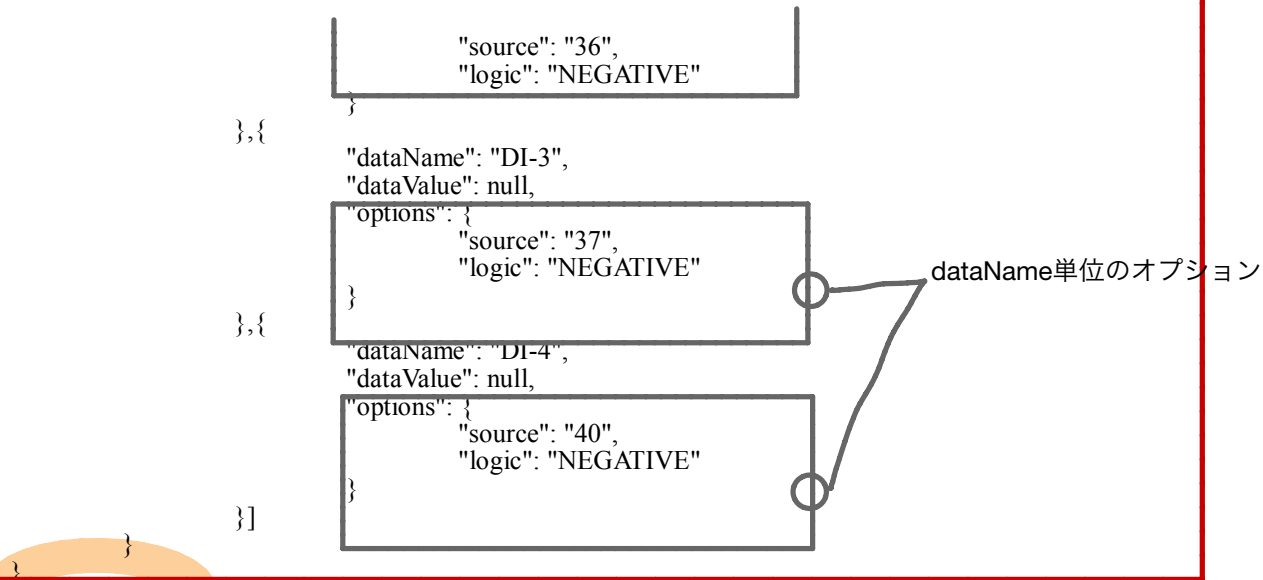 "source": "36",
"logic": "NEGATIVE"
}
},{
"dataName": "DI-3",
"dataValue": null,
"options": {
"source": "37",
"logic": "NEGATIVE"
}
dataName単位のオプション
},{
"dataName": "DI-4",
"dataValue": null,
"options": {
"source": "40",
"logic": "NEGATIVE"
}
}]
}
}